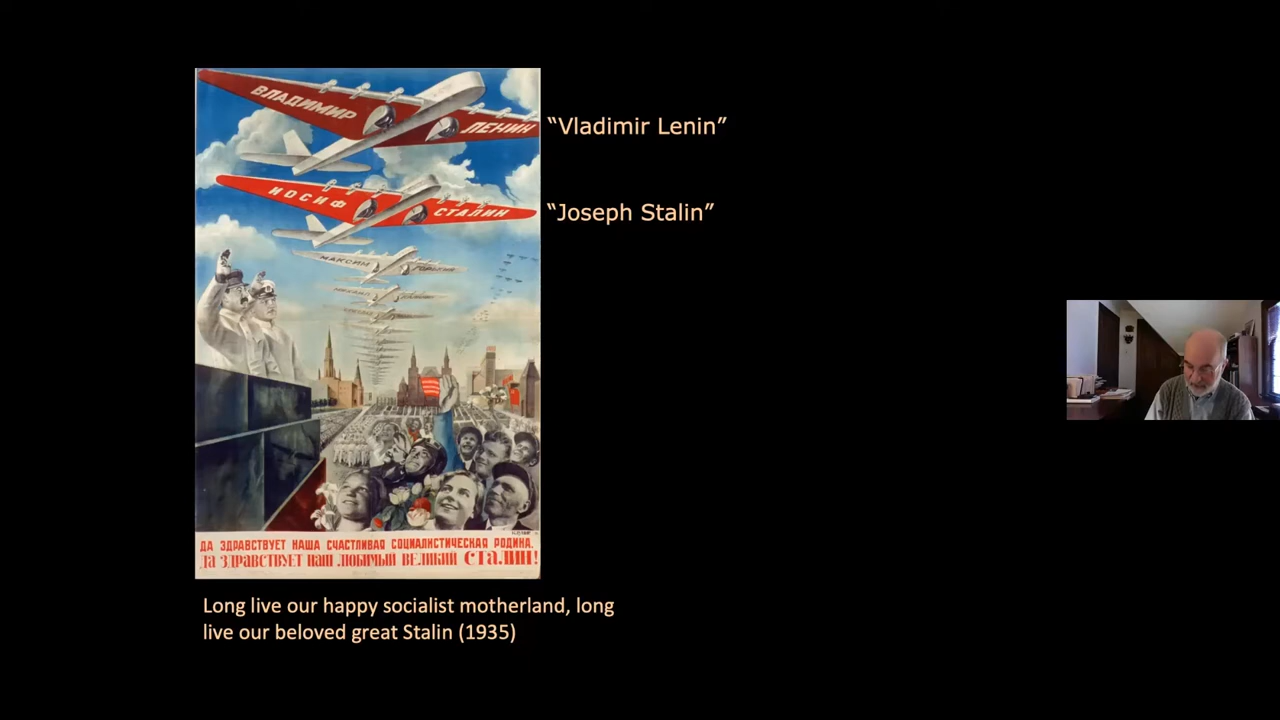 ВЛАДИМИР ЛЕНИН
“Vladimir Lenin”
ИОСИФ СТАЛИН
“Joseph Stalin”
МАКСИМ ГОРЬКИЙ
ДА ЗДРАВСТВУЕТ НАША СЧАСТЛИВАЯ СОЦИАЛИСТИЧЕСКАЯ РОДИНА,
ДА ЗДРАВСТВУЕТ НАШ ЛЮБИМЫЙ ВЕЛИКИЙ СТАЛИН!
Long live our happy socialist motherland, long
live our beloved great Stalin (1935)